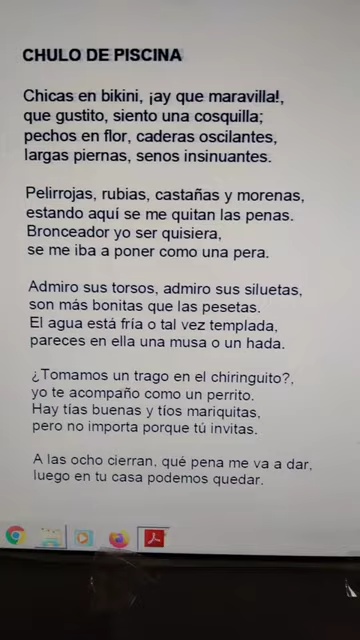 CHULO DE PISCINA
Chicas en bikini, ¡ay que maravilla!,
que gustito, siento una cosquilla;
pechos en flor, caderas oscilantes,
largas piernas, senos insinuantes.
Pelirrojas, rubias, castañas y morenas,
estando aquí se me quitan las penas.
Bronceador yo ser quisiera,
se me iba a poner como una pera.
Admiro sus torsos, admiro sus siluetas,
son más bonitas que las pesetas.
El agua está fría o tal vez templada,
pareces en ella una musa o un hada.
¿Tomamos un trago en el chiringuito?,
yo te acompaño como un perrito.
Hay tías buenas y tíos mariquitas,
pero no importa porque tú invitas.
A las ocho cierran, qué pena me va a dar,
luego en tu casa podemos quedar.